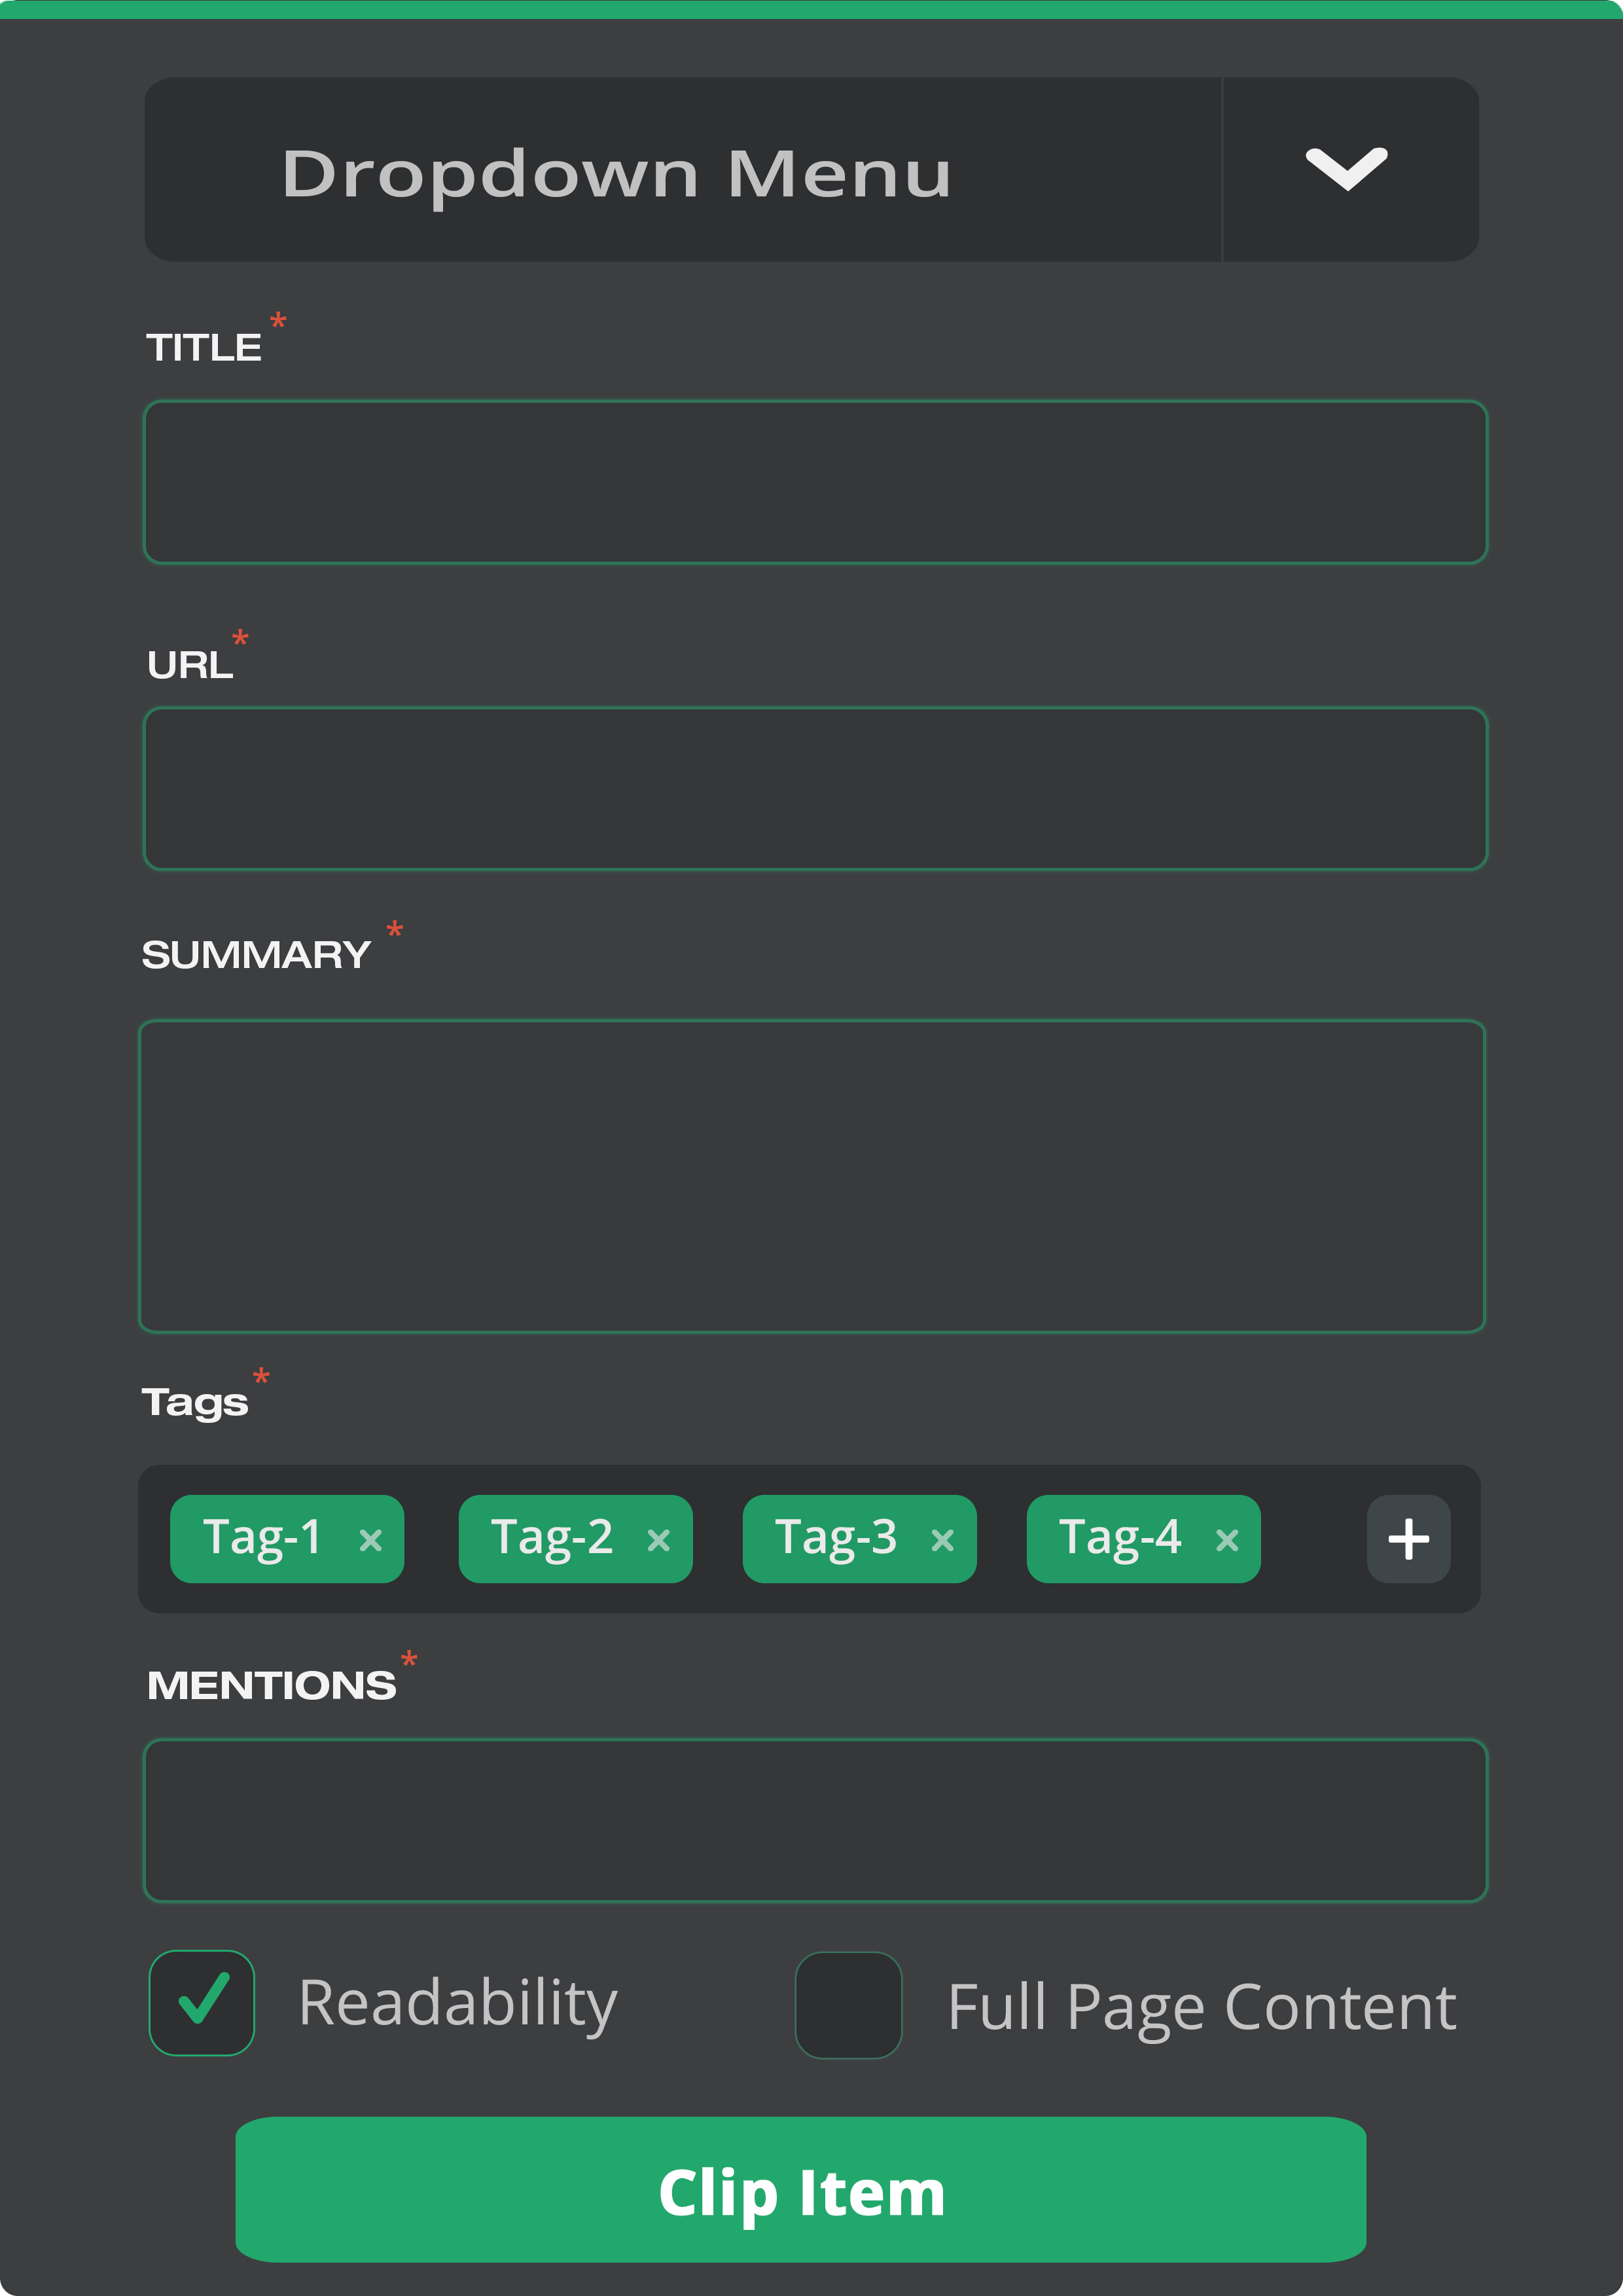 Dropdown Menu
TITLE *
URL *
SUMMARY *
Tags *
Tag-1 × Tag-2 × Tag-3 × Tag-4 × +
MENTIONS *
Readability Full Page Content
Clip Item